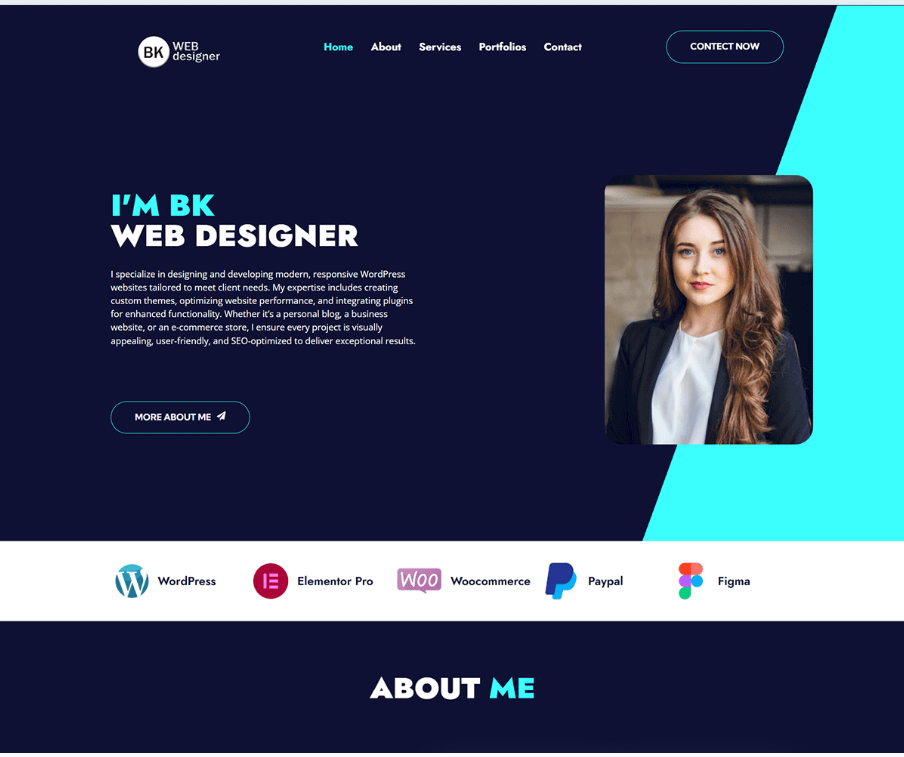 BK WEB
designer
Home About Services Portfolios Contact
CONTECT NOW
I'M BK
WEB DESIGNER
I specialize in designing and developing modern, responsive WordPress
websites tailored to meet client needs. My expertise includes creating
custom themes, optimizing website performance, and integrating plugins
for enhanced functionality. Whether it's a personal blog, a business
website, or an e-commerce store, I ensure every project is visually
appealing, user-friendly, and SEO-optimized to deliver exceptional results.
MORE ABOUT ME
WordPress
Elementor Pro
Woo Woocommerce
Paypal
Figma
ABOUT ME